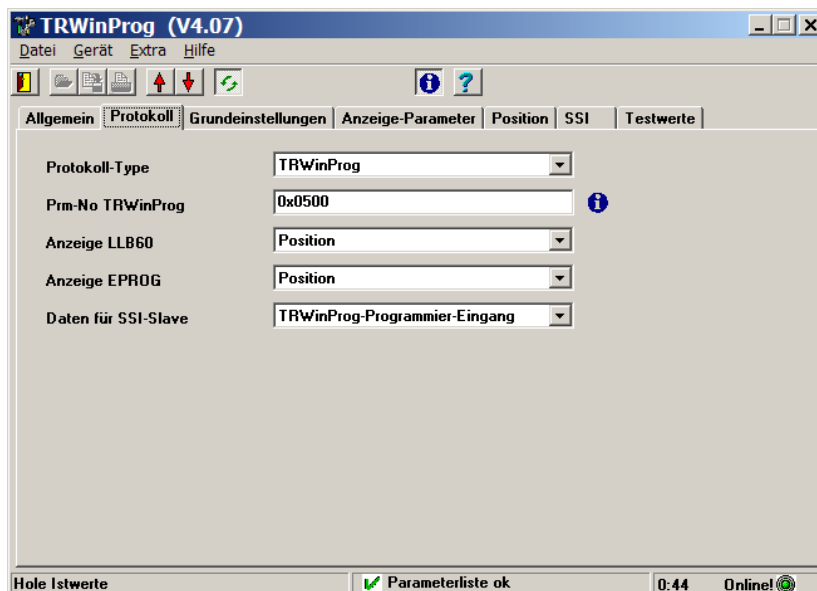 TRWinProg (V4.07)
Datei Gerät Extra Hilfe
Allgemein Protokoll Grundeinstellungen Anzeige-Parameter Position SSI Testwerte
Protokoll-Type TRWinProg
Prm-No TRWinProg 0x0500
Anzeige LLB60 Position
Anzeige EPROG Position
Daten für SSI-Slave TRWinProg-Programmier-Eingang
Hole Istwerte Parameterliste ok 0:44 Online!